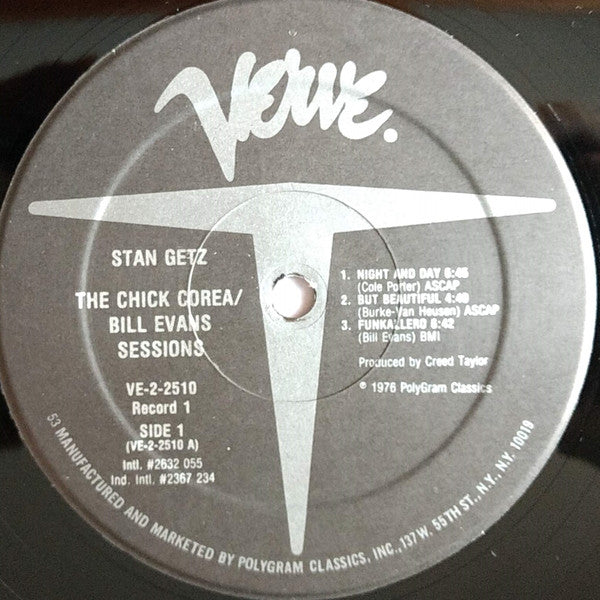 Verve.
STAN GETZ
THE CHICK COREA/
BILL EVANS
SESSIONS
VE-2-2510
Record 1
SIDE 1
(VE-2-2510 A)
Intl. #2632 055
Ind. Intl. #2367 234
1. NIGHT AND DAY 6:45
(Cole Porter) ASCAP
2. BUT BEAUTIFUL 4:40
(Burke-Van Heusen) ASCAP
3. FUNKALLERO 6:42
(Bill Evans) BMI
Produced by Creed Taylor
℗ 1976 PolyGram Classics
53 MANUFACTURED AND MARKETED BY POLYGRAM CLASSICS, INC., 137 W. 55TH ST., N.Y., N.Y. 10019